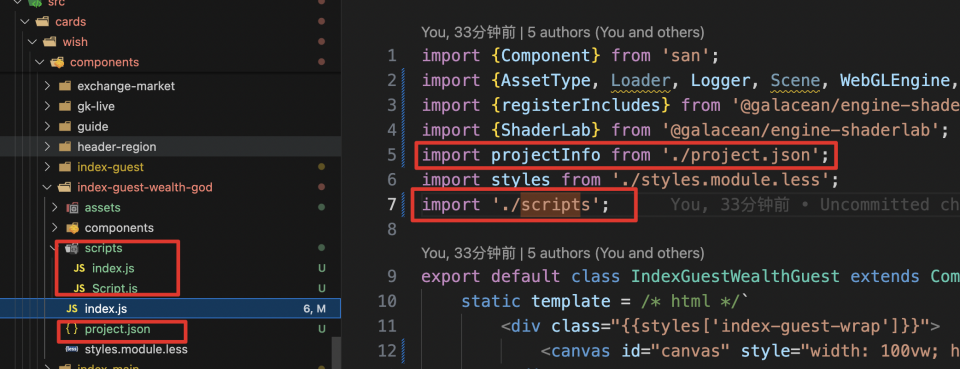 src
cards
wish
components
exchange-market
gk-live
guide
header-region
index-guest
index-guest-wealth-god
assets
components
scripts
JS index.js U
JS Script.js U
JS index.js 6, M
{ } project.json U
styles.module.less
index-main
You, 33分钟前 | 5 authors (You and others)
1 import {Component} from 'san';
2 import {AssetType, Loader, Logger, Scene, WebGLEngine,
3 import {registerIncludes} from '@galacean/engine-shade
4 import {ShaderLab} from '@galacean/engine-shaderlab';
5 import projectInfo from './project.json';
6 import styles from './styles.module.less';
7 import './scripts'; You, 33分钟前 • Uncommitted ch
8
You, 33分钟前 | 5 authors (You and others)
9 export default class IndexGuestWealthGuest extends Com
10 static template = /* html */`
11 <div class="{{styles['index-guest-wrap']}}">
12 <canvas id="canvas" style="width: 100vw; h